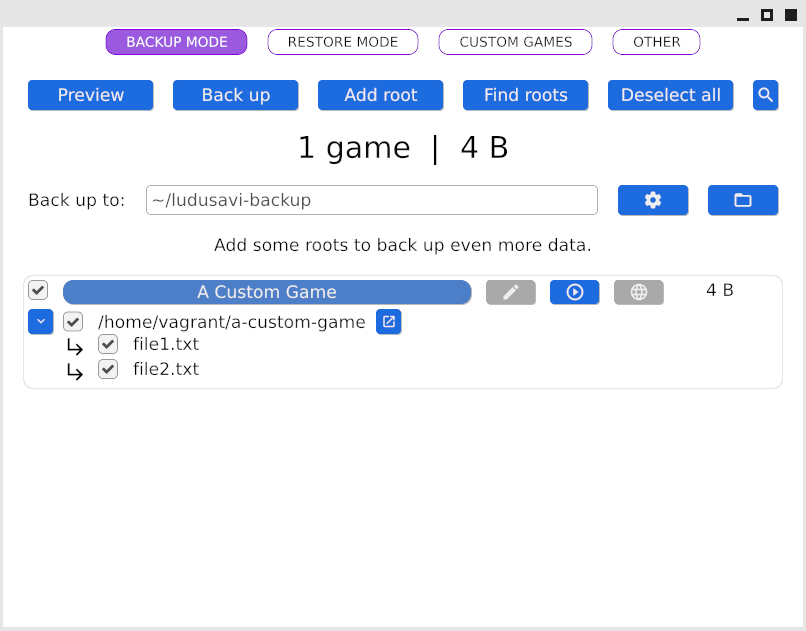 BACKUP MODE RESTORE MODE CUSTOM GAMES OTHER
Preview Back up Add root Find roots Deselect all
1 game | 4 B
Back up to: ~/ludusavi-backup
Add some roots to back up even more data.
A Custom Game 4 B
/home/vagrant/a-custom-game
file1.txt
file2.txt